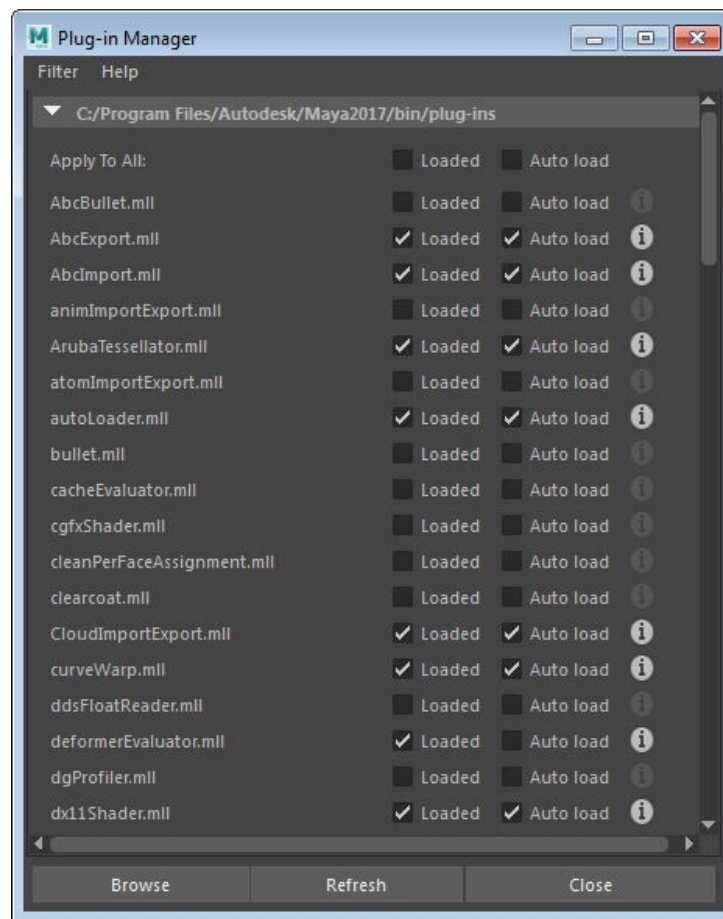 Plug-in Manager
Filter Help
C:/Program Files/Autodesk/Maya2017/bin/plug-ins
Apply To All: Loaded Auto load
AbcBullet.mll Loaded Auto load
AbcExport.mll Loaded Auto load
AbcImport.mll Loaded Auto load
animImportExport.mll Loaded Auto load
ArubaTessellator.mll Loaded Auto load
atomImportExport.mll Loaded Auto load
autoLoader.mll Loaded Auto load
bullet.mll Loaded Auto load
cacheEvaluator.mll Loaded Auto load
cgfxShader.mll Loaded Auto load
cleanPerFaceAssignment.mll Loaded Auto load
clearcoat.mll Loaded Auto load
CloudImportExport.mll Loaded Auto load
curveWarp.mll Loaded Auto load
ddsFloatReader.mll Loaded Auto load
deformerEvaluator.mll Loaded Auto load
dgProfiler.mll Loaded Auto load
dx11Shader.mll Loaded Auto load
Browse Refresh Close